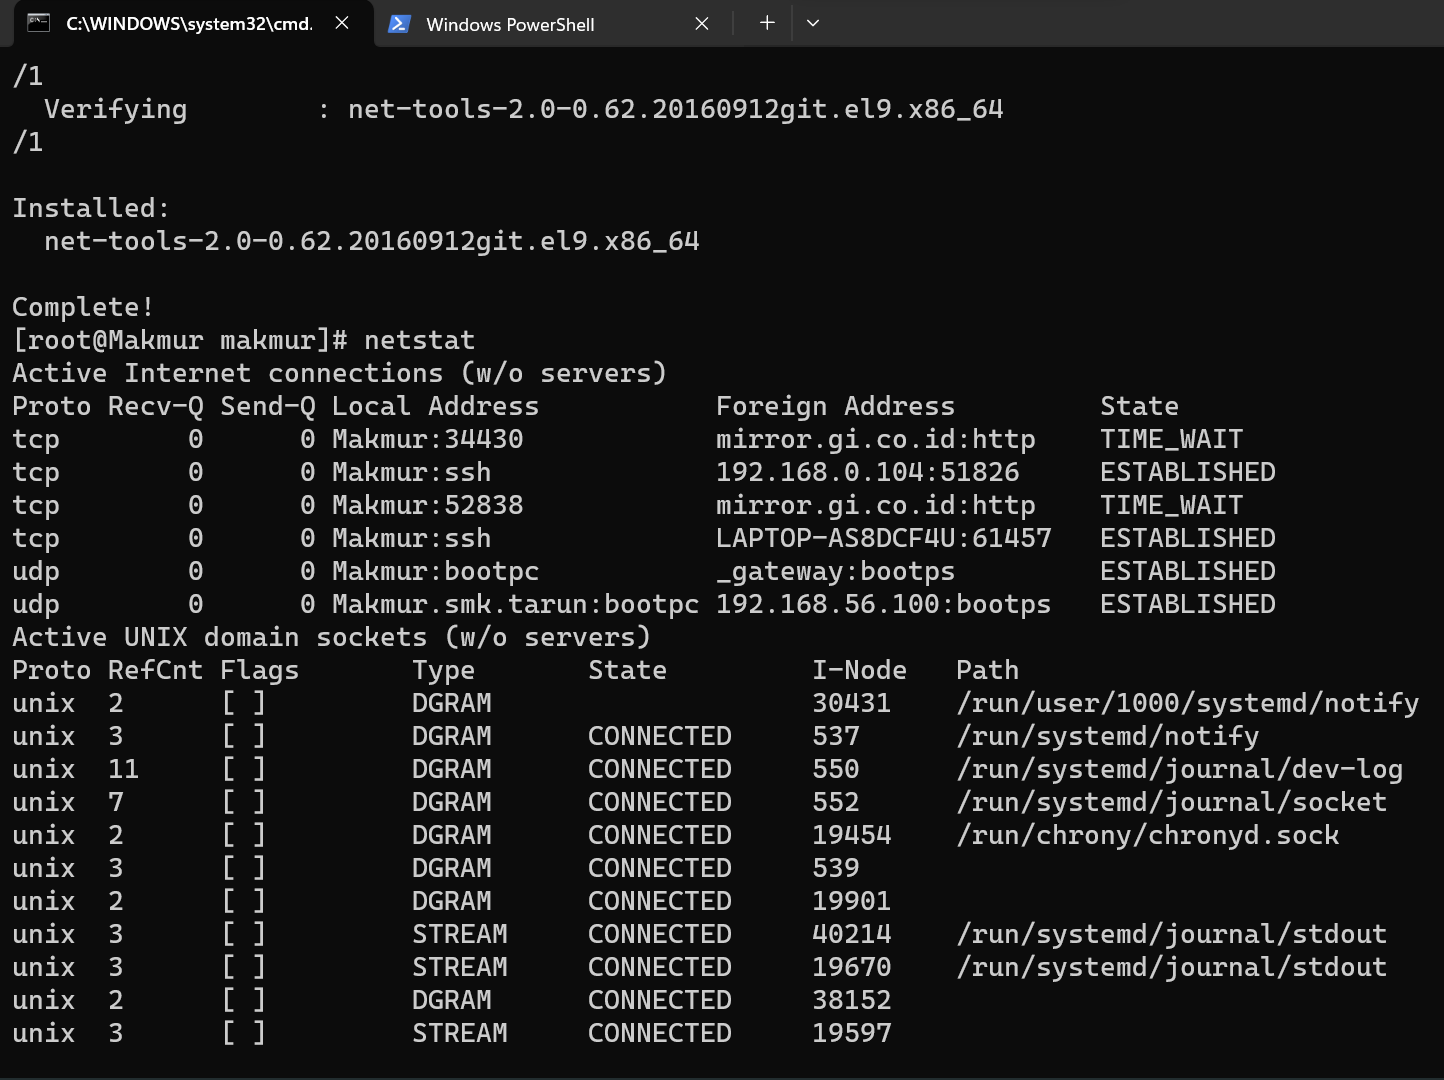 C:\WINDOWS\system32\cmd. Windows PowerShell
/1
  Verifying        : net-tools-2.0-0.62.20160912git.el9.x86_64
/1

Installed:
  net-tools-2.0-0.62.20160912git.el9.x86_64

Complete!
[root@Makmur makmur]# netstat
Active Internet connections (w/o servers)
Proto Recv-Q Send-Q Local Address           Foreign Address         State
tcp        0      0 Makmur:34430            mirror.gi.co.id:http    TIME_WAIT
tcp        0      0 Makmur:ssh              192.168.0.104:51826     ESTABLISHED
tcp        0      0 Makmur:52838            mirror.gi.co.id:http    TIME_WAIT
tcp        0      0 Makmur:ssh              LAPTOP-AS8DCF4U:61457   ESTABLISHED
udp        0      0 Makmur:bootpc           _gateway:bootps         ESTABLISHED
udp        0      0 Makmur.smk.tarun:bootpc 192.168.56.100:bootps   ESTABLISHED
Active UNIX domain sockets (w/o servers)
Proto RefCnt Flags       Type       State         I-Node   Path
unix  2      [ ]         DGRAM                    30431    /run/user/1000/systemd/notify
unix  3      [ ]         DGRAM      CONNECTED     537      /run/systemd/notify
unix  11     [ ]         DGRAM      CONNECTED     550      /run/systemd/journal/dev-log
unix  7      [ ]         DGRAM      CONNECTED     552      /run/systemd/journal/socket
unix  2      [ ]         DGRAM      CONNECTED     19454    /run/chrony/chronyd.sock
unix  3      [ ]         DGRAM      CONNECTED     539
unix  2      [ ]         DGRAM      CONNECTED     19901
unix  3      [ ]         STREAM     CONNECTED     40214    /run/systemd/journal/stdout
unix  3      [ ]         STREAM     CONNECTED     19670    /run/systemd/journal/stdout
unix  2      [ ]         DGRAM      CONNECTED     38152
unix  3      [ ]         STREAM     CONNECTED     19597